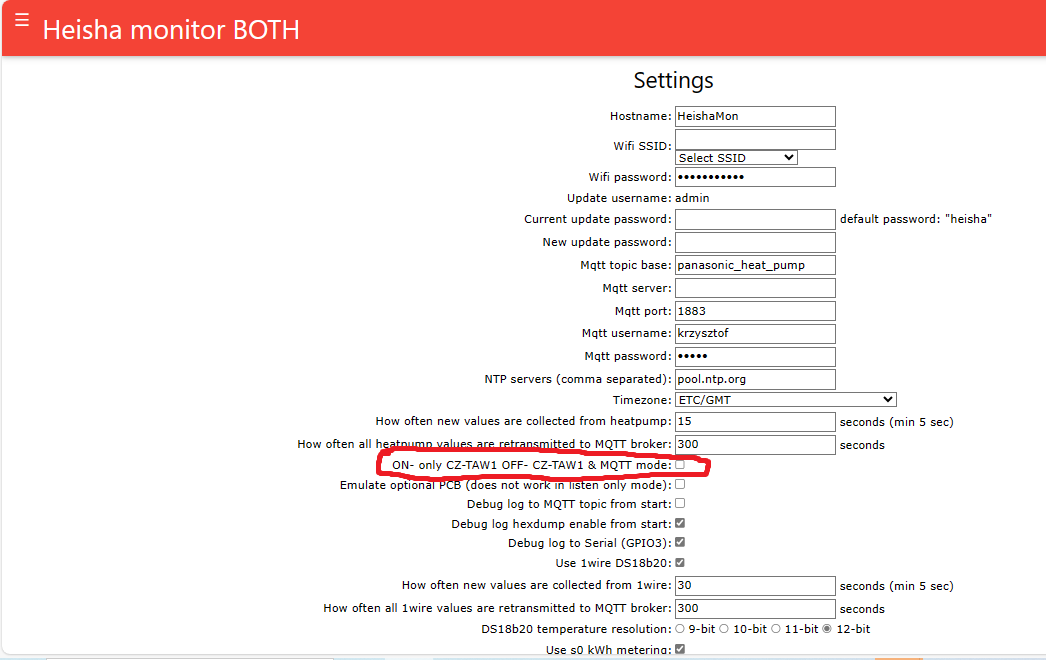 Heisha monitor BOTH
Settings
Hostname: HeishaMon
Wifi SSID:
Select SSID
Wifi password: •••••••••••
Update username: admin
Current update password: default password: "heisha"
New update password:
Mqtt topic base: panasonic_heat_pump
Mqtt server:
Mqtt port: 1883
Mqtt username: krzysztof
Mqtt password: •••••
NTP servers (comma separated): pool.ntp.org
Timezone: ETC/GMT
How often new values are collected from heatpump: 15 seconds (min 5 sec)
How often all heatpump values are retransmitted to MQTT broker: 300 seconds
ON- only CZ-TAW1 OFF- CZ-TAW1 & MQTT mode:
Emulate optional PCB (does not work in listen only mode):
Debug log to MQTT topic from start:
Debug log hexdump enable from start:
Debug log to Serial (GPIO3):
Use 1wire DS18b20:
How often new values are collected from 1wire: 30 seconds (min 5 sec)
How often all 1wire values are retransmitted to MQTT broker: 300 seconds
DS18b20 temperature resolution: 9-bit 10-bit 11-bit 12-bit
Use s0 kWh metering: